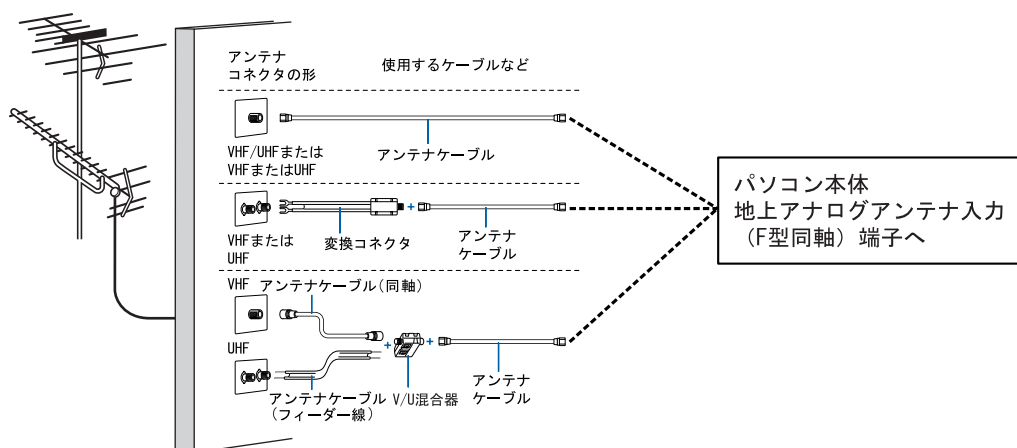 アンテナ
コネクタの形
使用するケーブルなど
アンテナケーブル
VHF/UHFまたは
VHFまたはUHF
+
変換コネクタ
アンテナ
ケーブル
VHFまたは
UHF
VHF
アンテナケーブル(同軸)
UHF
+
+
アンテナケーブル
(フィーダー線)
V/U混合器
アンテナ
ケーブル
パソコン本体
地上アナログアンテナ入力
(F型同軸)端子へ